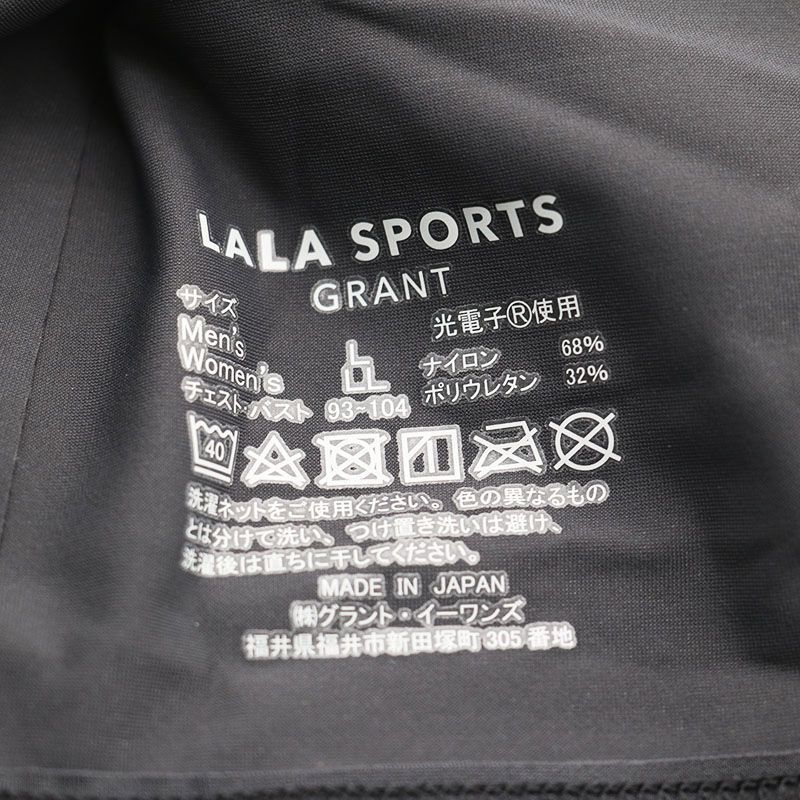 LALA SPORTS
GRANT
サイズ
Men's L
Women's LL
チェスト・バスト 93~104
光電子®使用
ナイロン 68%
ポリウレタン 32%
40
洗濯ネットをご使用ください。色の異なるもの
とは分けて洗い、つけ置き洗いは避け、
洗濯後は直ちに干してください。
MADE IN JAPAN
㈱グラント・イーワンズ
福井県福井市新田塚町305番地